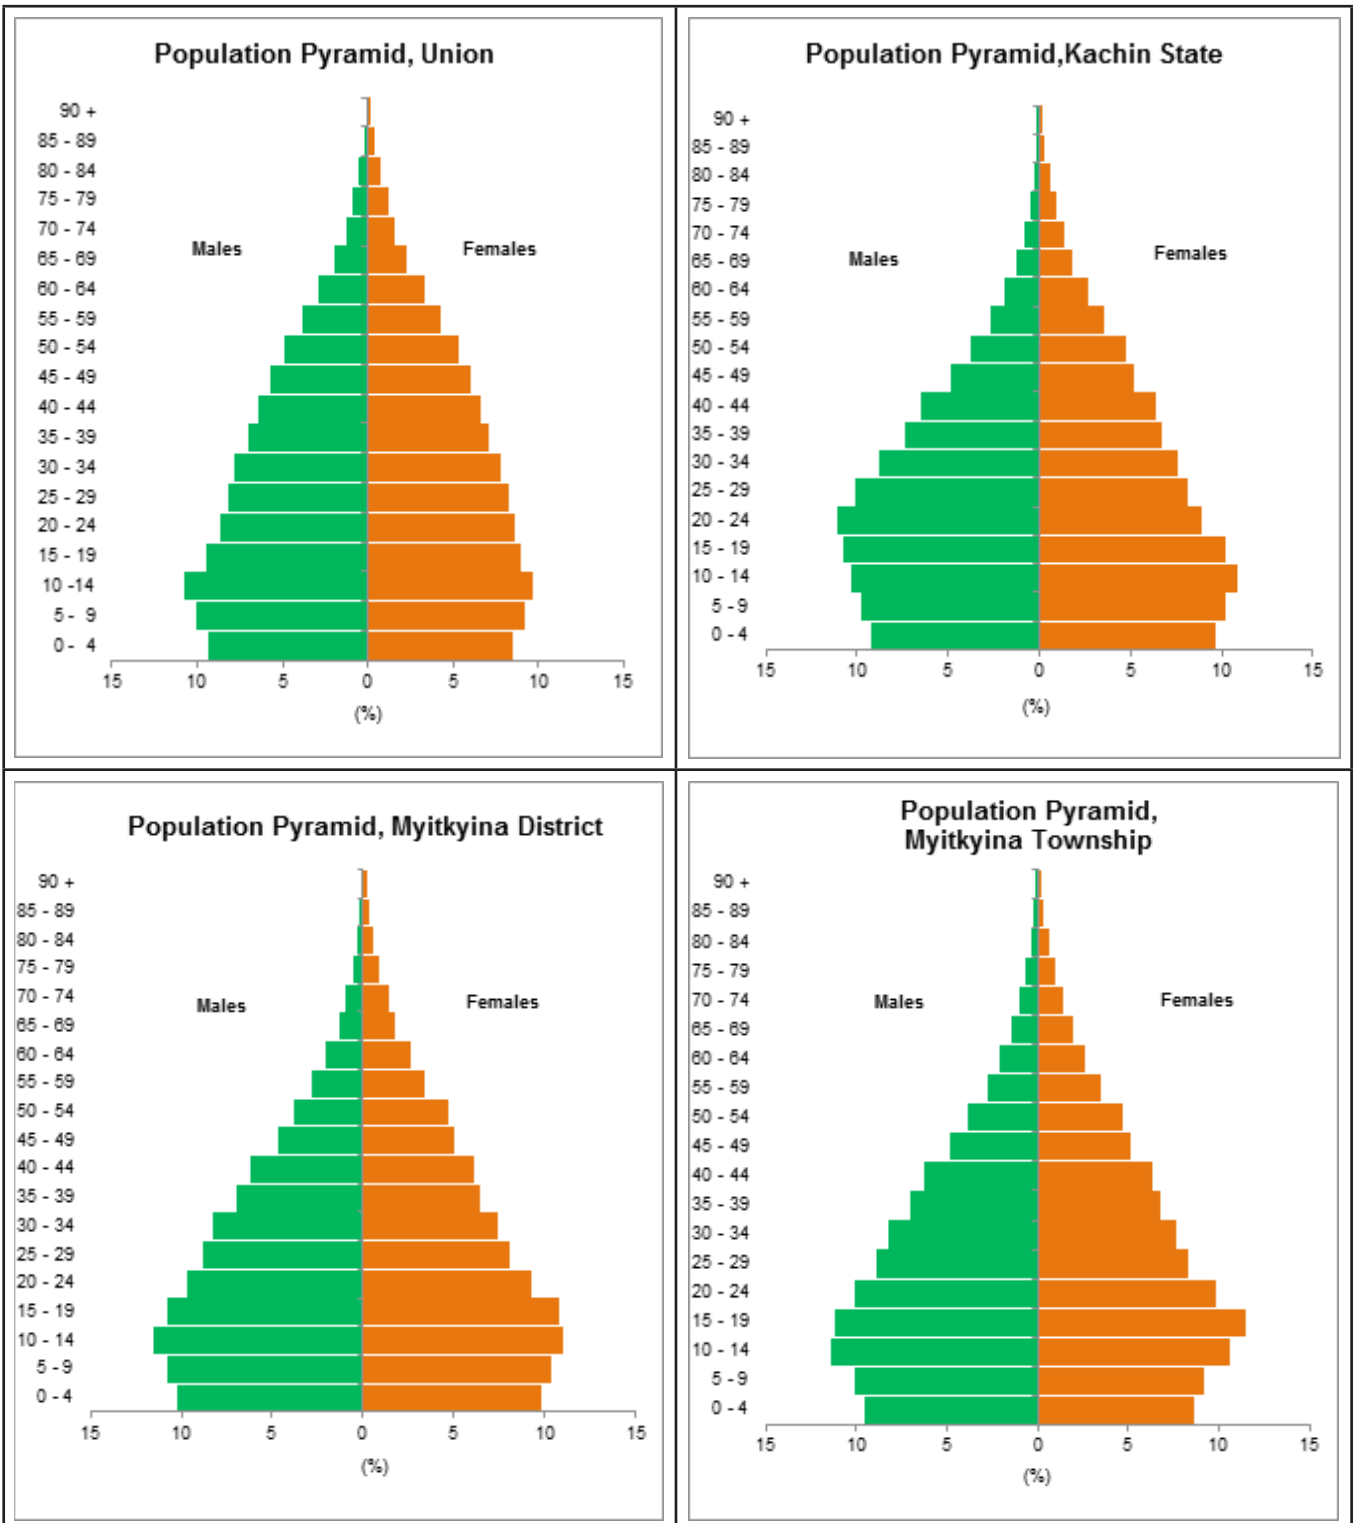 Population Pyramid, Union
90 +
85 - 89
80 - 84
75 - 79
70 - 74
65 - 69
60 - 64
55 - 59
50 - 54
45 - 49
40 - 44
35 - 39
30 - 34
25 - 29
20 - 24
15 - 19
10 -14
5 - 9
0 - 4
Males
Females
15 10 5 0 5 10 15
(%)
Population Pyramid,Kachin State
90 +
85 - 89
80 - 84
75 - 79
70 - 74
65 - 69
60 - 64
55 - 59
50 - 54
45 - 49
40 - 44
35 - 39
30 - 34
25 - 29
20 - 24
15 - 19
10 - 14
5 - 9
0 - 4
Males
Females
15 10 5 0 5 10 15
(%)
Population Pyramid, Myitkyina District
90 +
85 - 89
80 - 84
75 - 79
70 - 74
65 - 69
60 - 64
55 - 59
50 - 54
45 - 49
40 - 44
35 - 39
30 - 34
25 - 29
20 - 24
15 - 19
10 - 14
5 - 9
0 - 4
Males
Females
15 10 5 0 5 10 15
(%)
Population Pyramid,
Myitkyina Township
90 +
85 - 89
80 - 84
75 - 79
70 - 74
65 - 69
60 - 64
55 - 59
50 - 54
45 - 49
40 - 44
35 - 39
30 - 34
25 - 29
20 - 24
15 - 19
10 - 14
5 - 9
0 - 4
Males
Females
15 10 5 0 5 10 15
(%)